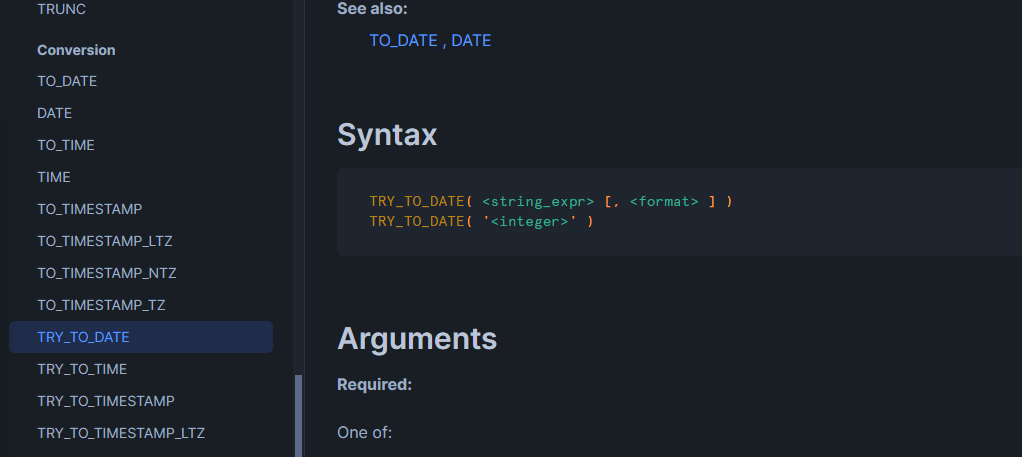 TRUNC
Conversion
TO_DATE
DATE
TO_TIME
TIME
TO_TIMESTAMP
TO_TIMESTAMP_LTZ
TO_TIMESTAMP_NTZ
TO_TIMESTAMP_TZ
TRY_TO_DATE
TRY_TO_TIME
TRY_TO_TIMESTAMP
TRY_TO_TIMESTAMP_LTZ
See also:
TO_DATE , DATE
Syntax
TRY_TO_DATE( <string_expr> [, <format> ] )
TRY_TO_DATE( '<integer>' )
Arguments
Required:
One of: